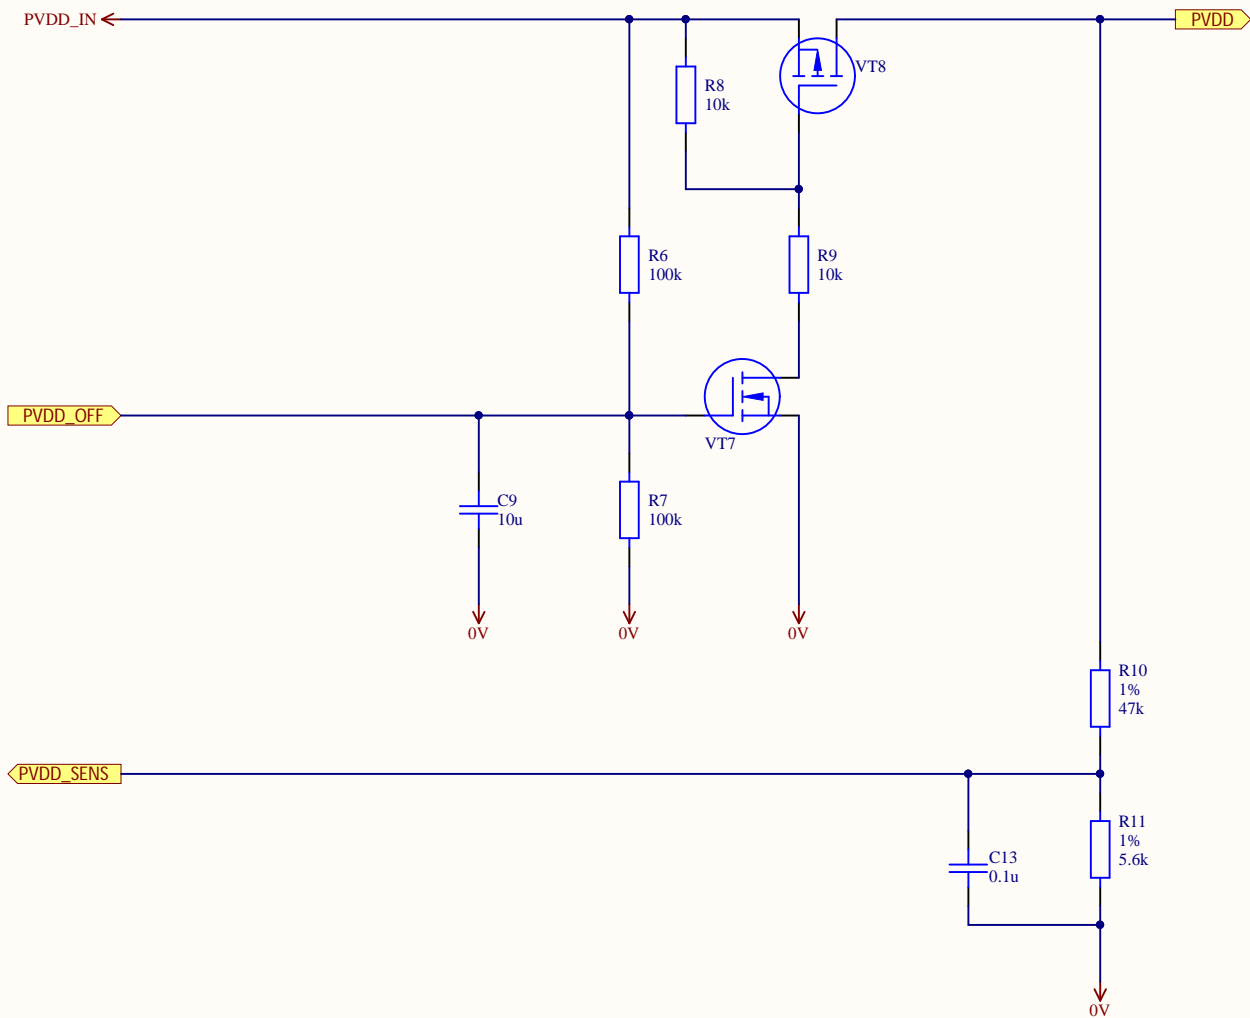 PVDD_IN
PVDD
VT8
R8
10k
R6
100k
R9
10k
PVDD_OFF
VT7
C9
10u
R7
100k
0V
0V
0V
R10
1%
47k
PVDD_SENS
R11
1%
5.6k
C13
0.1u
0V